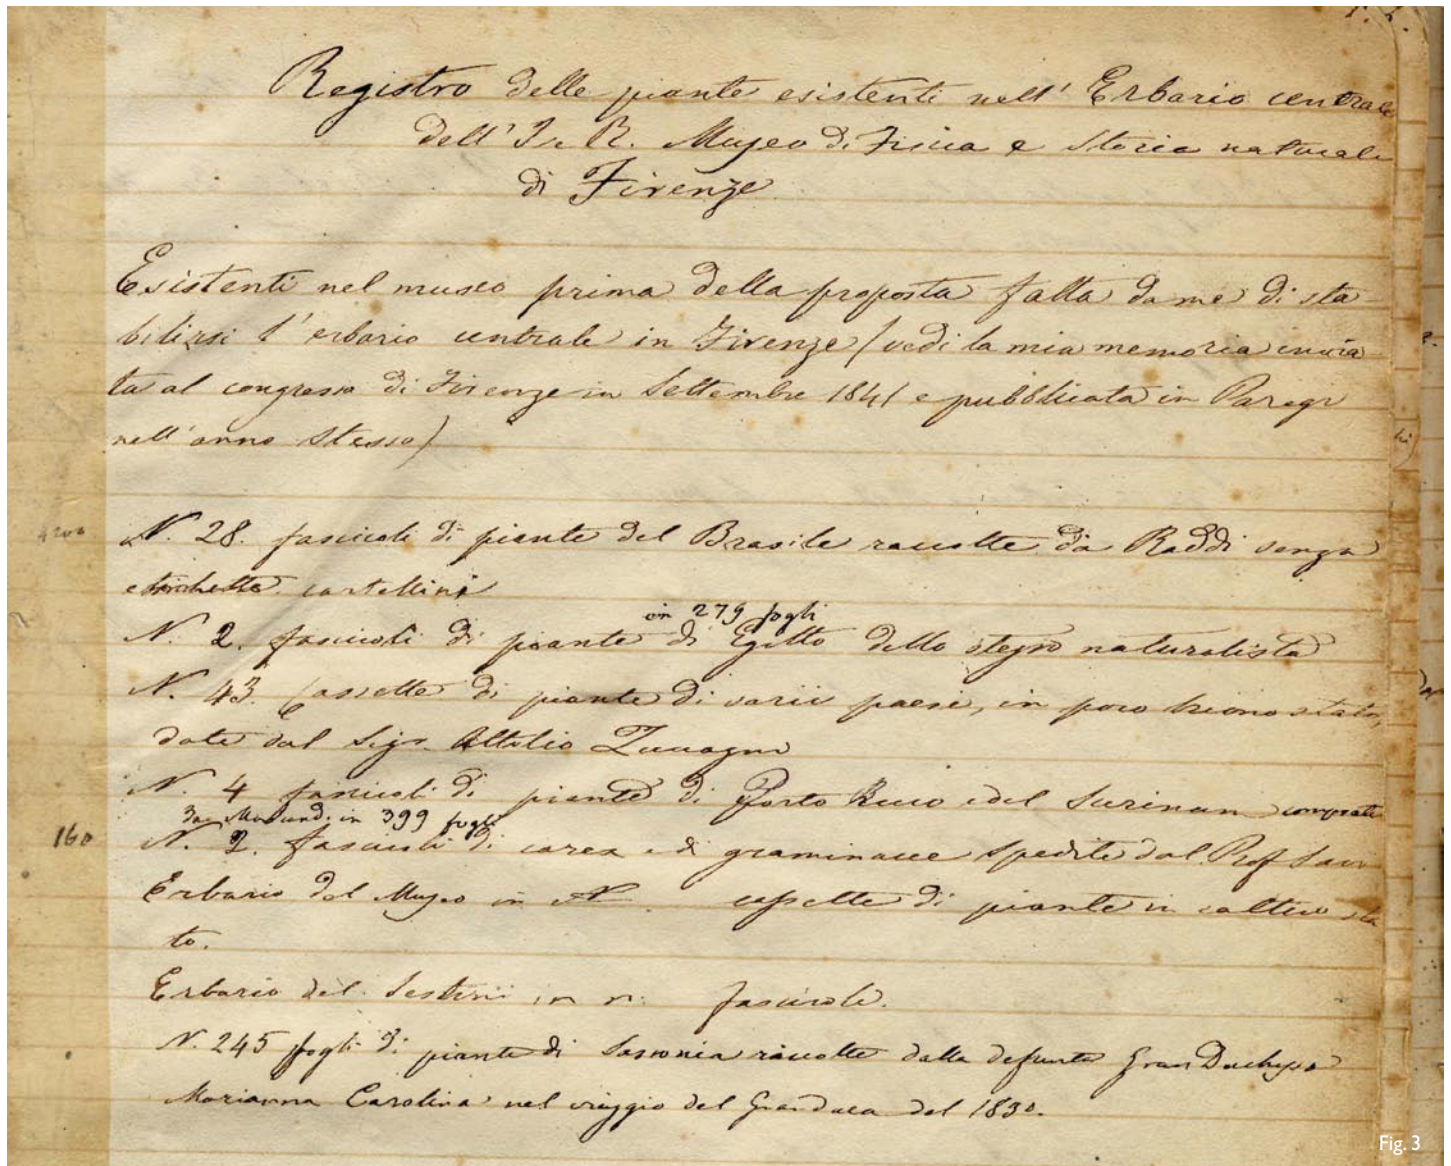 Registro delle piante esistenti nell' Erbario centrale
dell' I. e R. Museo di Fisica e Storia naturale
di Firenze
Esistenti nel museo prima della proposta fatta da me di sta
bilirsi l' erbario centrale in Firenze (vedi la mia memoria invia
ta al congresso di Firenze in Settembre 1841 e pubblicata in
nell' anno stesso)
N. 28. fascicoli di piante del Brasile raccolte da Raddi senza
etichette cartellini
in 279 fogli
N. 2. fascicoli di piante di Egitto dello stesso naturalista
N. 43. Cassette di piante di varii paesi, in poco buono stato,
date dal Sigr. Attilio Zuccagni
N. 4 fascicoli di piante di Porto Ricco e del Surinam comprati
da in 399 fogli
160
N. 2. fascicoli di carex e di graminacee spedite dal Prof Savi
Erbario del Museo in N. cassette di piante in cattivo sta
to.
Erbario del Sestini in n. fascicoli.
N. 245 fogli di piante di Sassonia raccolte dalla defunta Gran Duchessa
Marianna Carolina nel viaggio del Granduca del 1830.
Fig. 3